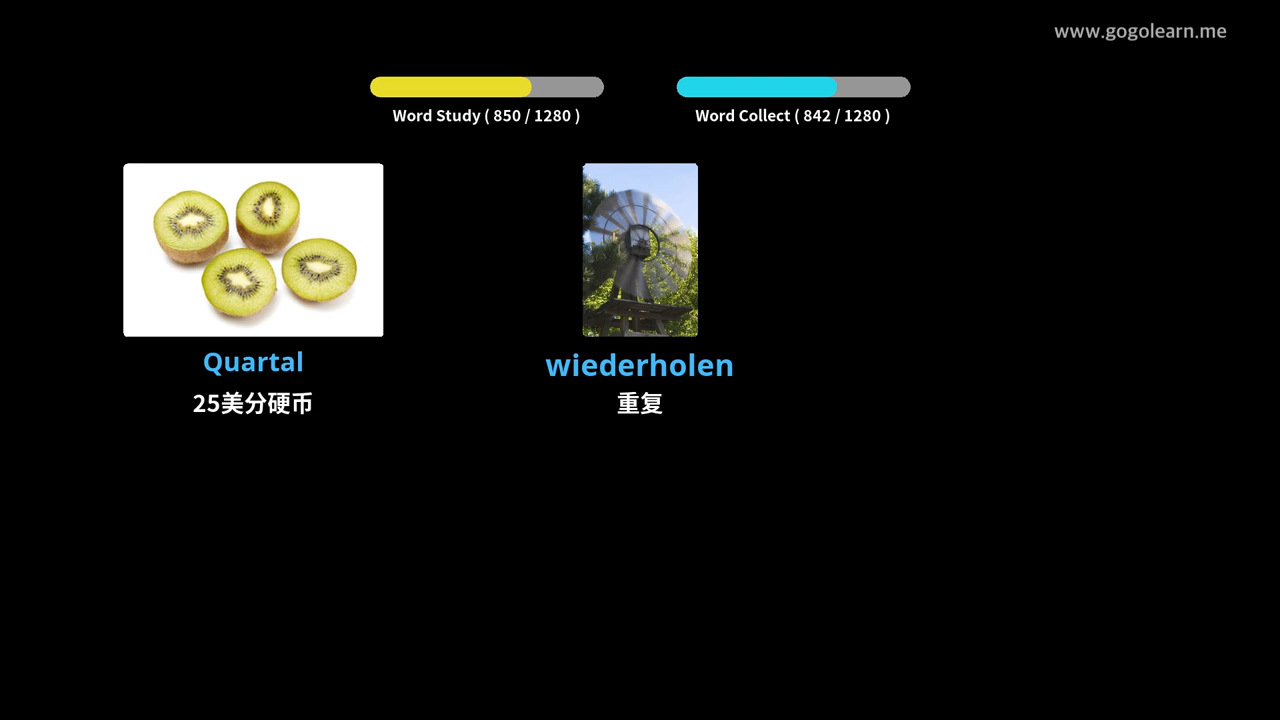 www.gogolearn.me
Word Study ( 850 / 1280 )
Word Collect ( 842 / 1280 )
Quartal
25美分硬币
wiederholen
重复